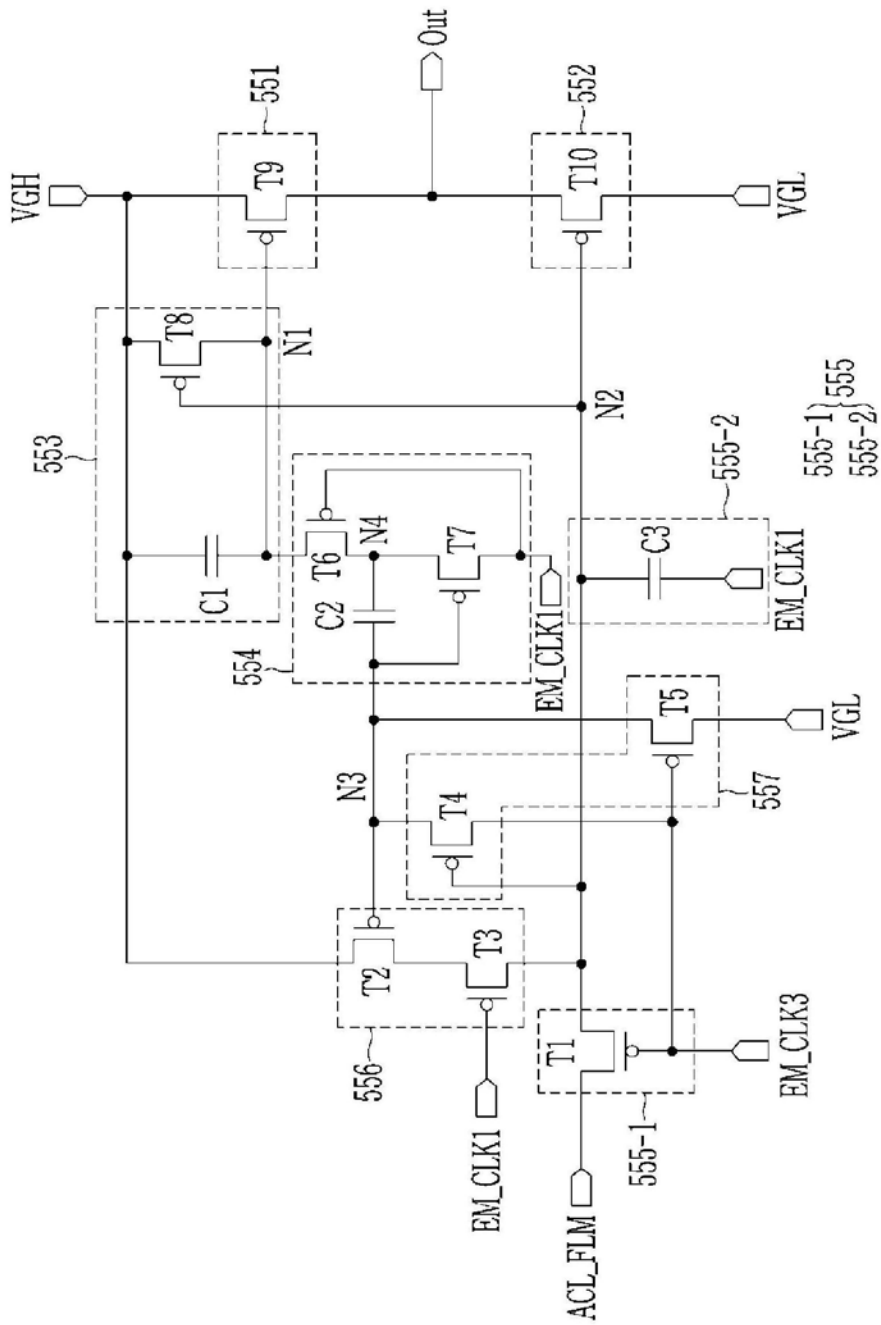 VGH
553
T8
551
T9
C1
N1
Out
554
T6
N4
C2
T7
EM_CLK1
N3
556
T2
T3
EM_CLK1
T4
557
T5
VGL
N2
552
T10
VGL
555-2
C3
EM_CLK1
ACL_FLM
T1
555-1
EM_CLK3
555-1
555-2
555